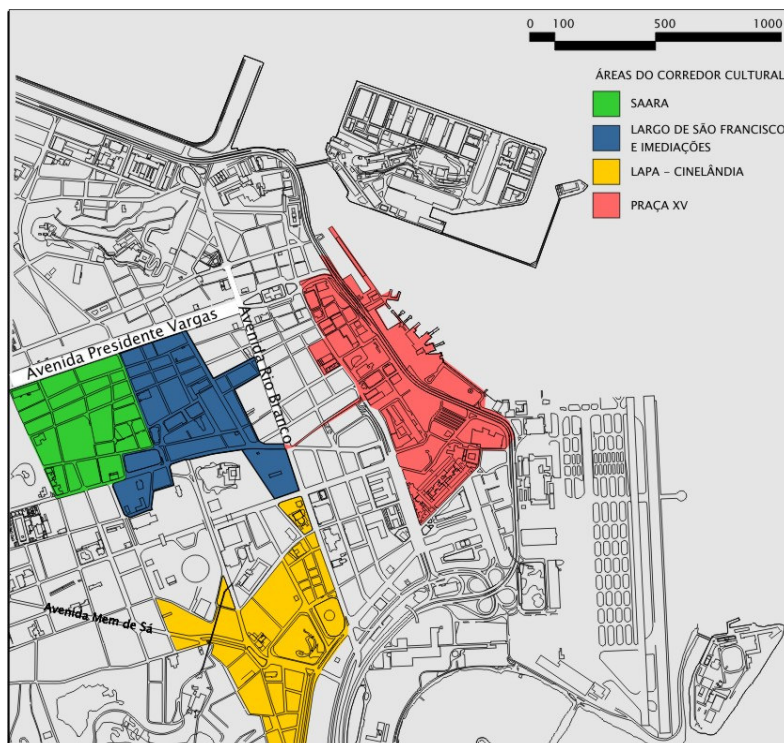 0 100 500 1000
ÁREAS DO CORREDOR CULTURAL
SAARA
LARGO DE SÃO FRANCISCO
E IMEDIAÇÕES
LAPA – CINELÂNDIA
PRAÇA XV
Avenida Presidente Vargas
Avenida Rio Branco
Avenida Mem de Sá